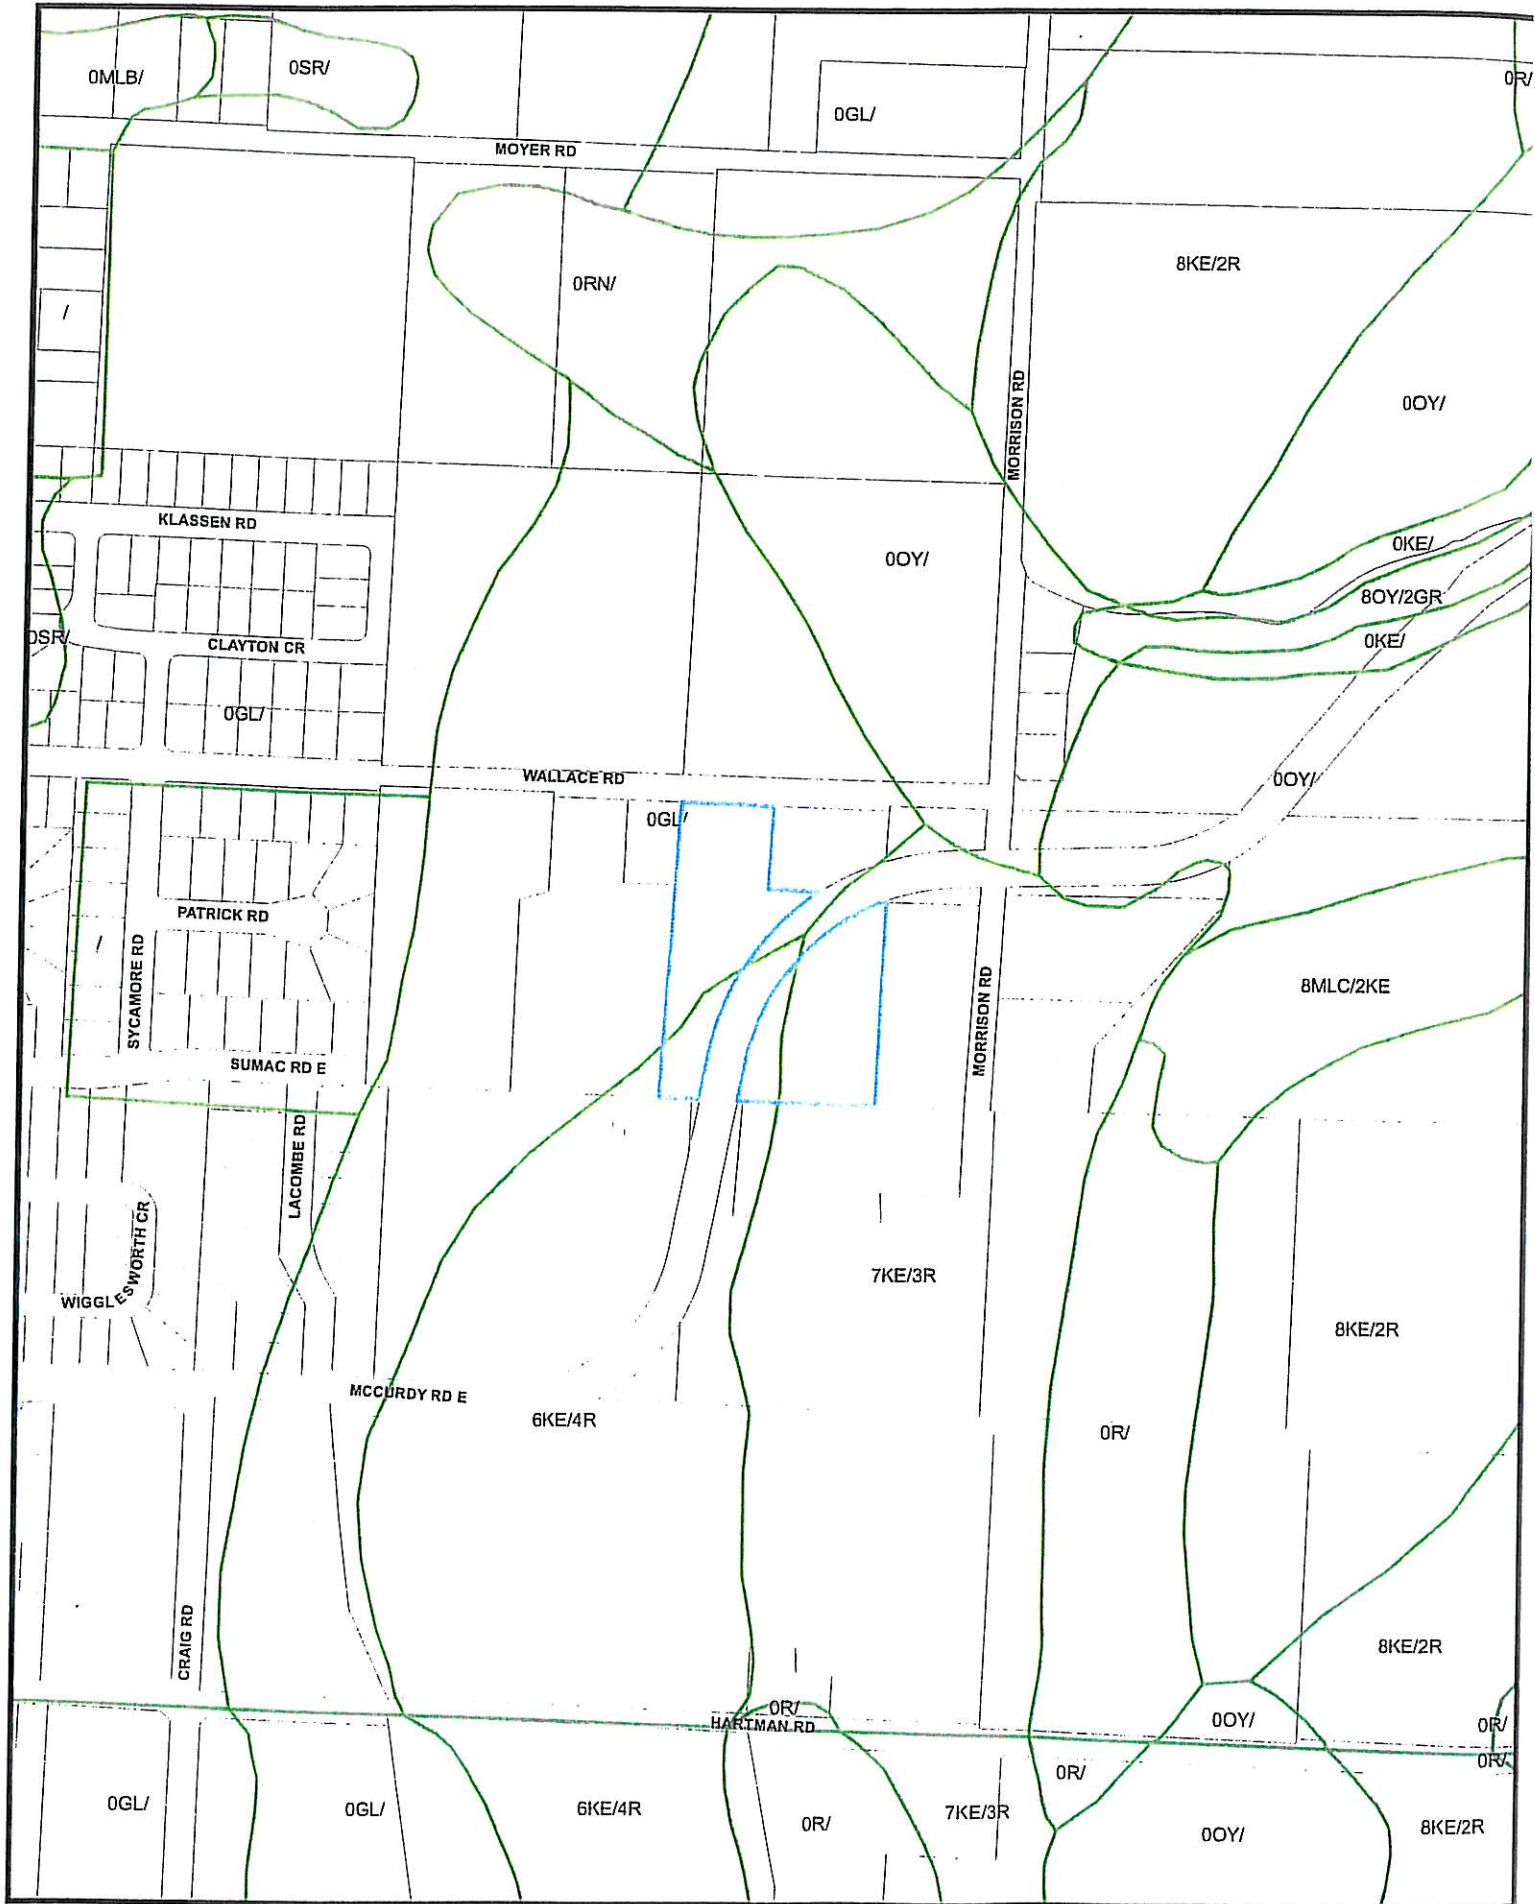 0MLB/
0SR/
0R/
0GL/
MOYER RD
8KE/2R
0RN/
/
MORRISON RD
0OY/
KLASSEN RD
0KE/
0OY/
8OY/2GR
0SR/
CLAYTON CR
0KE/
0GL/
WALLACE RD
0OY/
0GL/
PATRICK RD
/
SYCAMORE RD
8MLC/2KE
MORRISON RD
SUMAC RD E
LACOMBE RD
WIGGLESWORTH CR
7KE/3R
8KE/2R
MCCURDY RD E
6KE/4R
0R/
CRAIG RD
8KE/2R
0R/
HARTMAN RD
0OY/
0R/
0R/
0R/
0GL/
0GL/
6KE/4R
0R/
7KE/3R
0OY/
8KE/2R